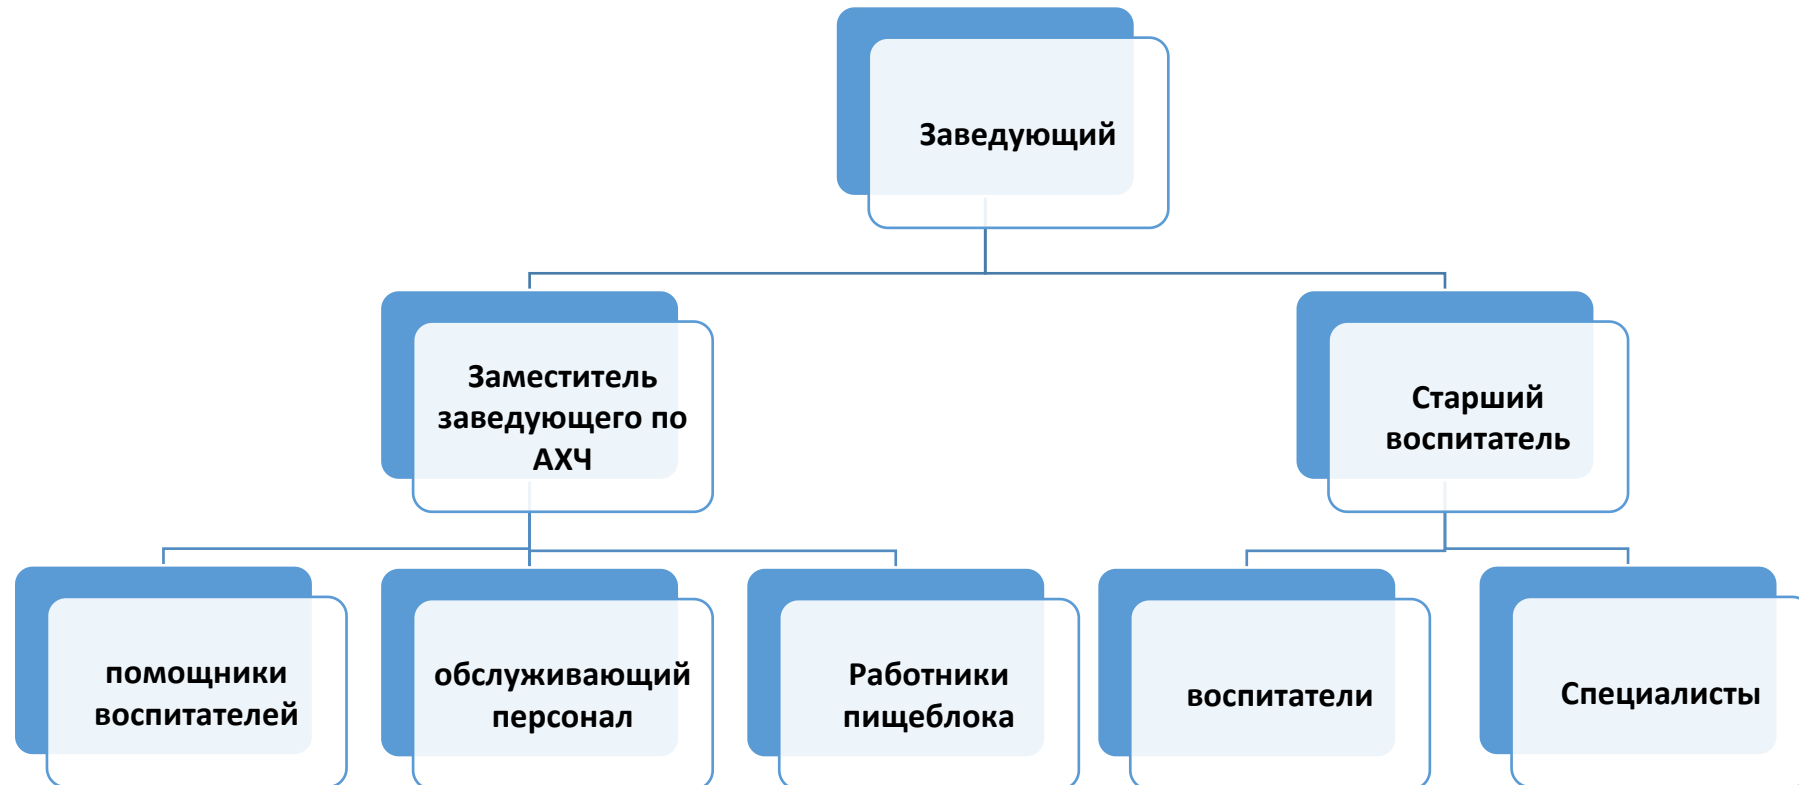 Заведующий
Заместитель
заведующего по
АХЧ
Старший
воспитатель
помощники
воспитателей
обслуживающий
персонал
Работники
пищеблока
воспитатели
Специалисты